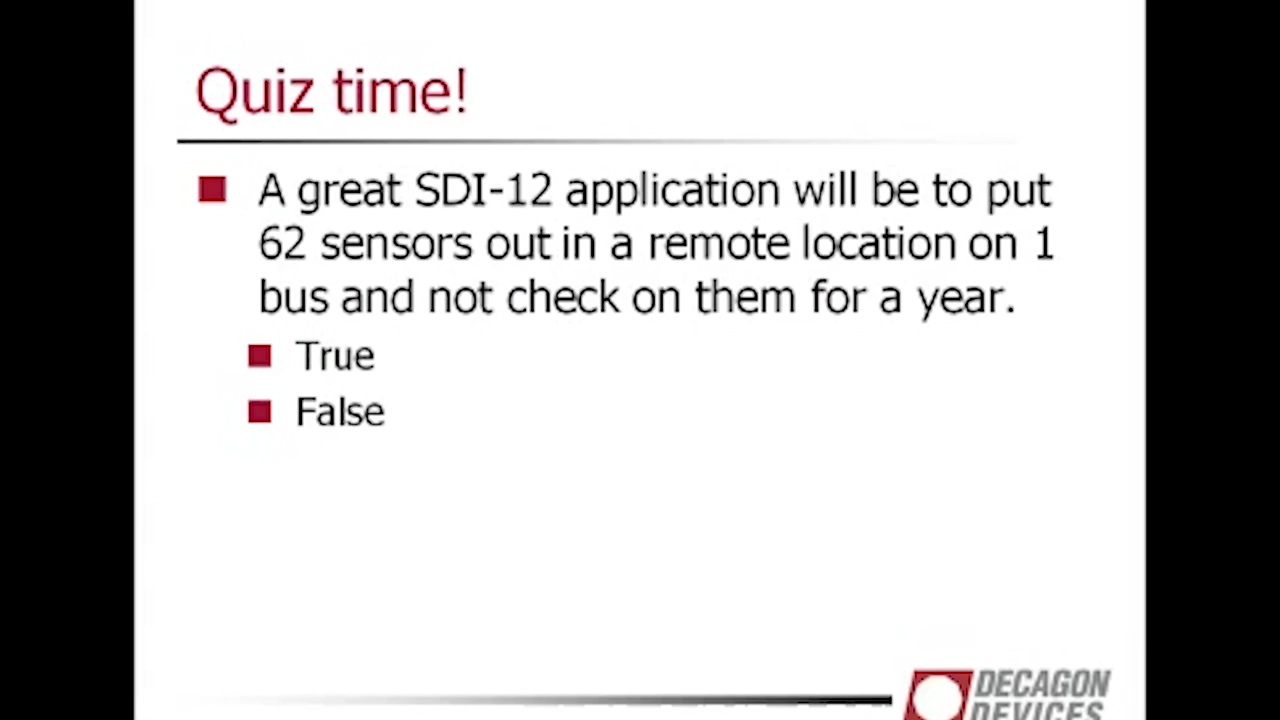 Quiz time!
A great SDI-12 application will be to put
62 sensors out in a remote location on 1
bus and not check on them for a year.
True
False
DECAGON
DEVICES